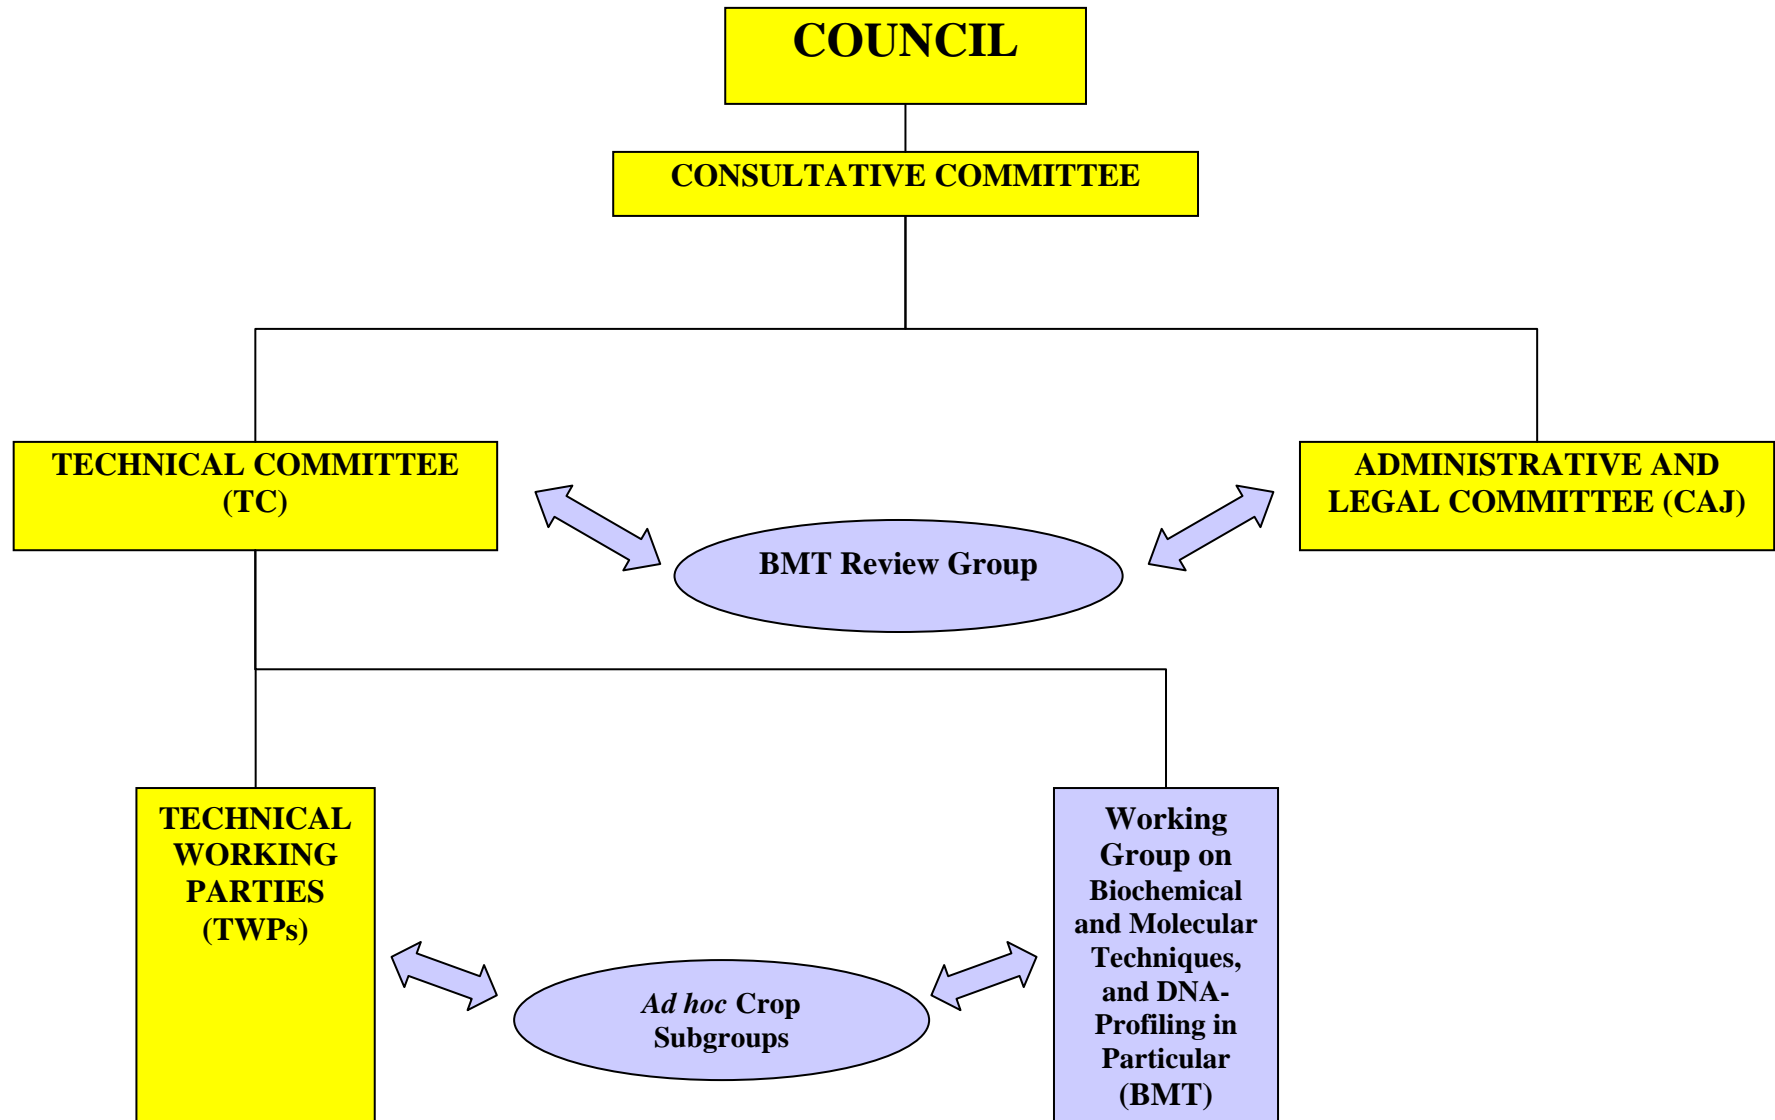 COUNCIL
CONSULTATIVE COMMITTEE
TECHNICAL COMMITTEE
(TC)
ADMINISTRATIVE AND
LEGAL COMMITTEE (CAJ)
BMT Review Group
TECHNICAL
WORKING
PARTIES
(TWPs)
Working
Group on
Biochemical
and Molecular
Techniques,
and DNA-
Profiling in
Particular
(BMT)
Ad hoc Crop
Subgroups